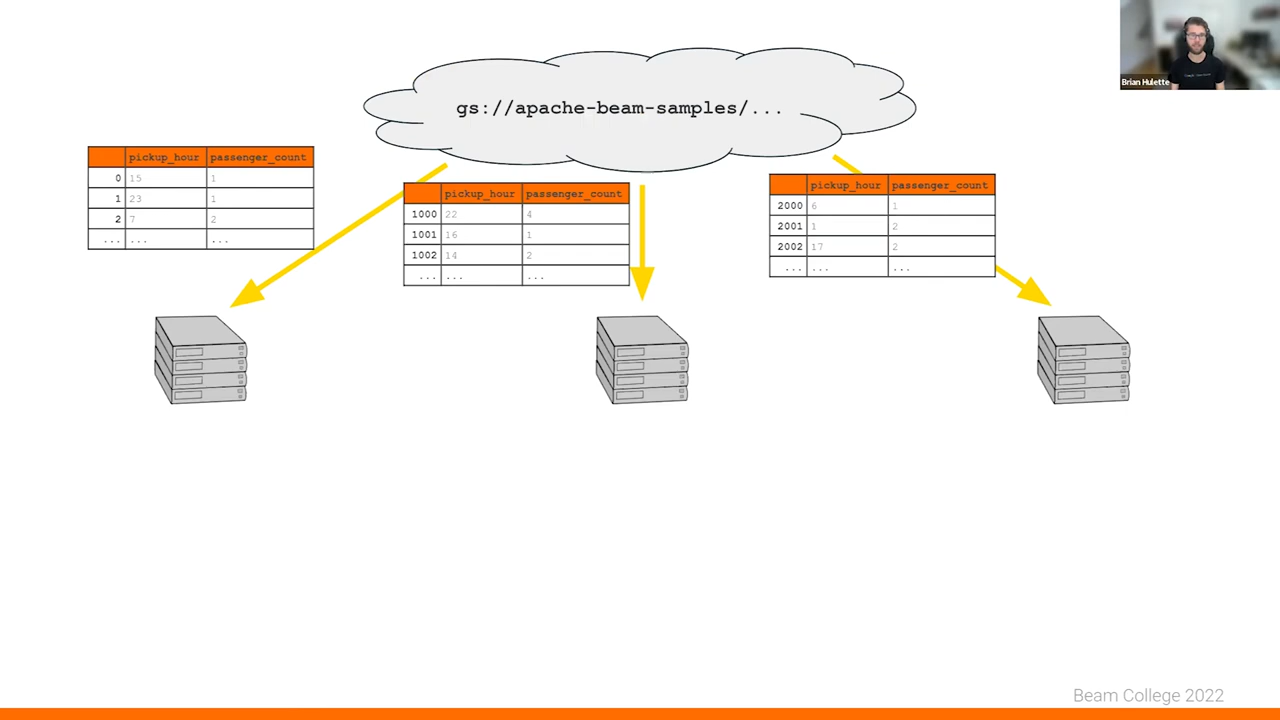 Brian Hulette
gs://apache-beam-samples/...
pickup_hour passenger_count
0 15 1
1 23 1
2 7 2
... ... ...
pickup_hour passenger_count
1000 22 4
1001 16 1
1002 14 2
... ... ...
pickup_hour passenger_count
2000 6 1
2001 1 2
2002 17 2
... ... ...
Beam College 2022